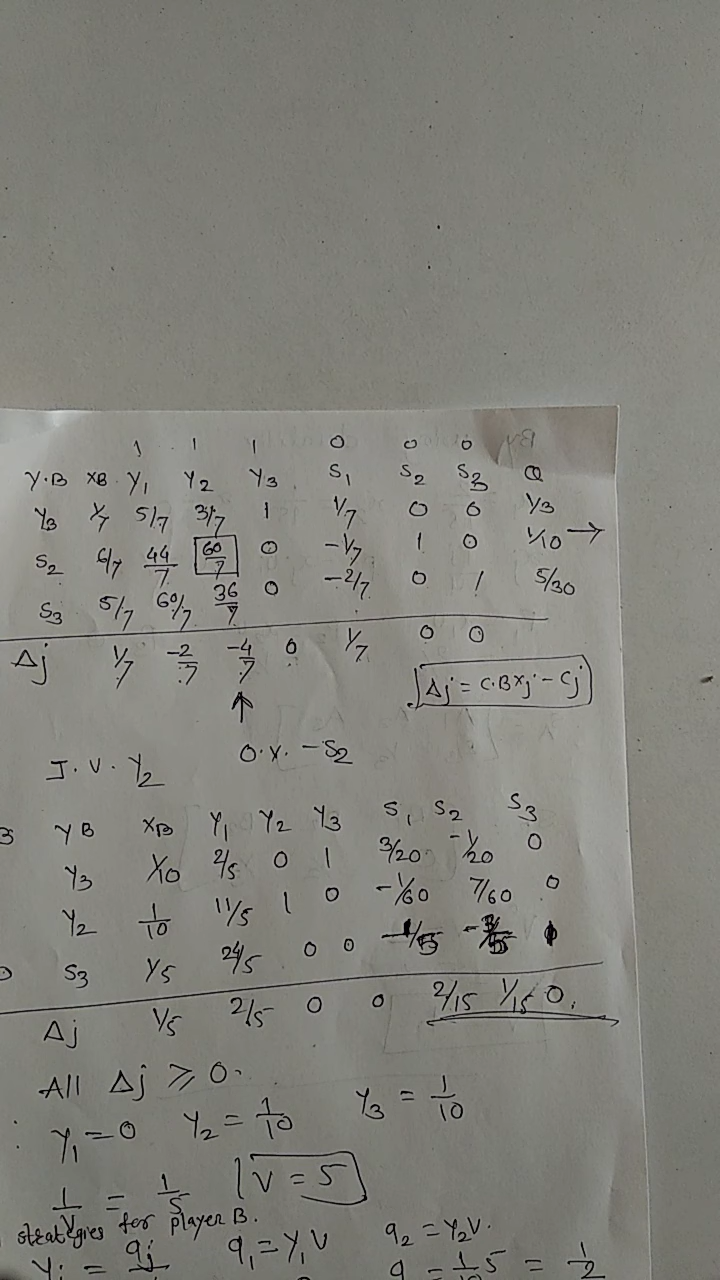 1 1 1 0 0 0
Y.B XB Y1 Y2 Y3 S1 S2 S3 Q
Y3 1/7 5/7 3/7 1 1/7 0 0 1/3
S2 6/7 44/7 60/7 0 -1/7 1 0 1/10 →
S3 5/7 60/7 36/7 0 -2/7 0 1 5/30
Δj 1/7 -2/7 -4/7 0 1/7 0 0
Δj = C.BXj - Cj
↑
I.V. Y2 O.V. - S2
YB XB Y1 Y2 Y3 S1 S2 S3
Y3 1/10 2/5 0 1 3/20 -1/20 0
Y2 1/10 11/5 1 0 -1/60 7/60 0
S3 1/5 24/5 0 0
Δj 1/5 2/5 0 0 2/15 1/15 0.
All Δj ≥ 0.
Y1 = 0 Y2 = 1/10 Y3 = 1/10
1/V = 1/5 V = 5
strategies for player B.
q1 = Y1V q2 = Y2V.
5 = 1/2